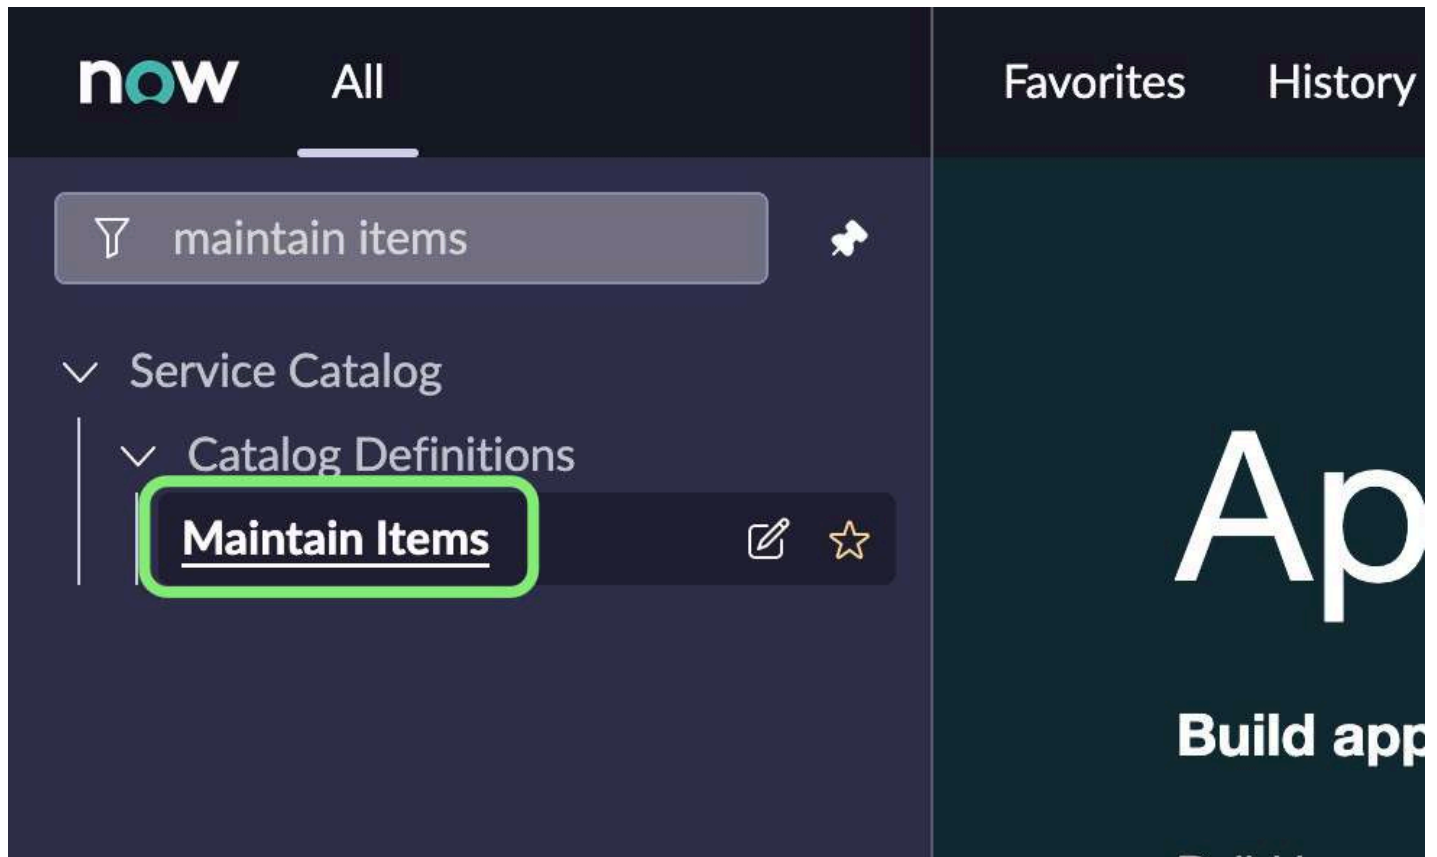 now All Favorites History
maintain items
Service Catalog
Catalog Definitions
Maintain Items
Ap
Build app